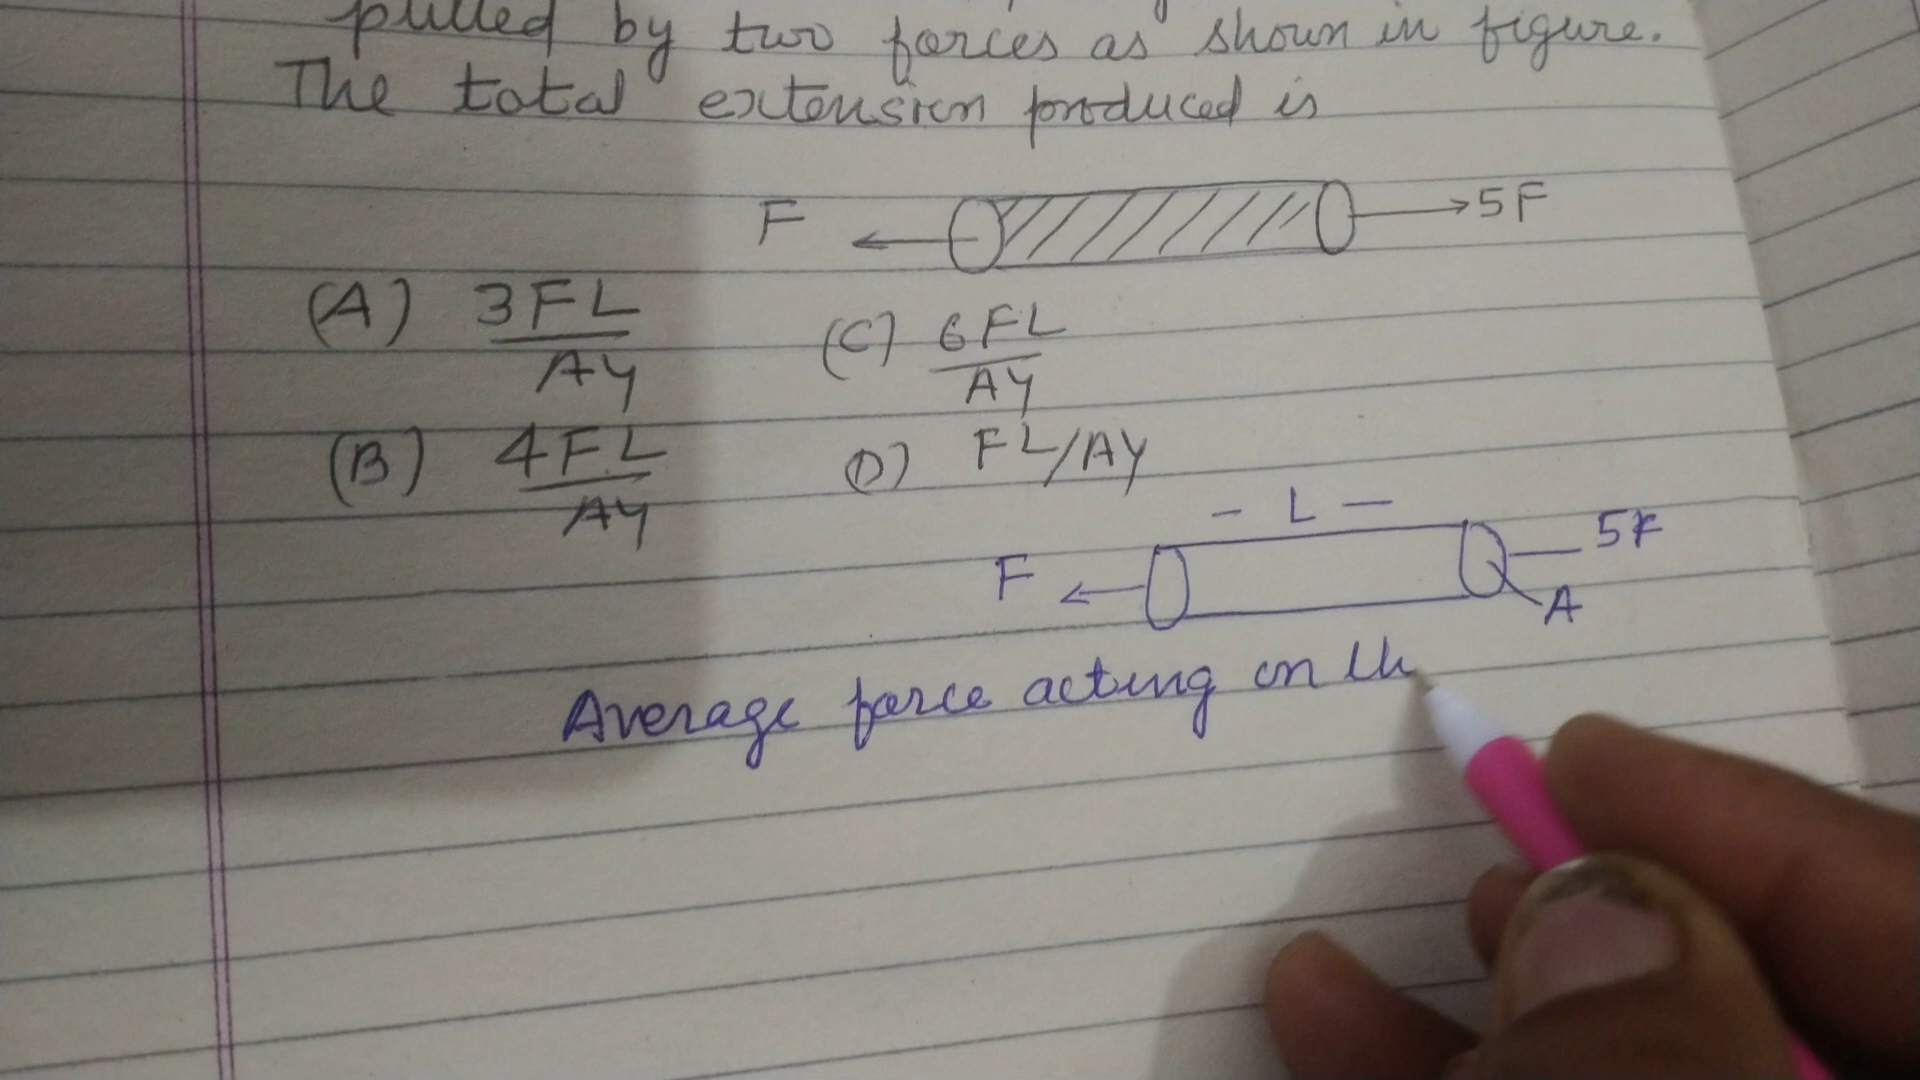 pulled by two forces as shown in figure.
The total extension produced is
F 5F
(A) 3FL/AY (C) 6FL/AY
(B) 4FL/AY D) FL/AY
- L -
F 5F
A
Average force acting on th